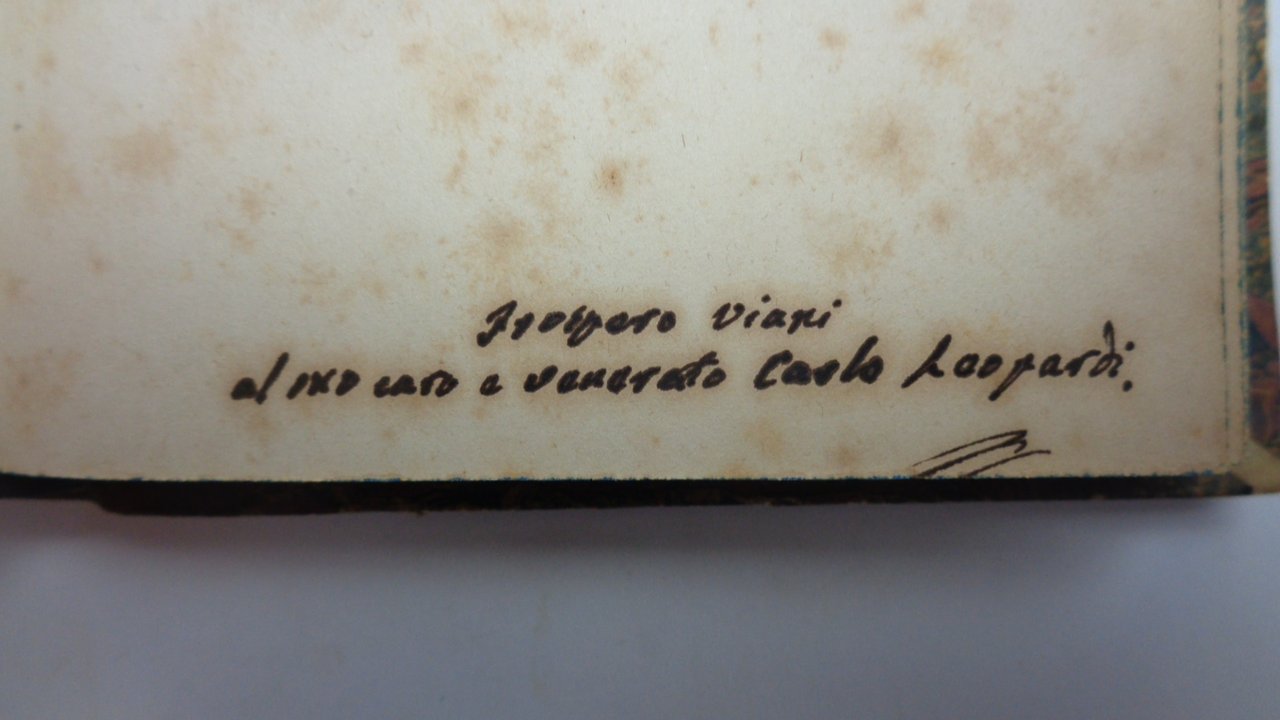 Prospero Viani
al suo caro e venerato Carlo Leopardi.